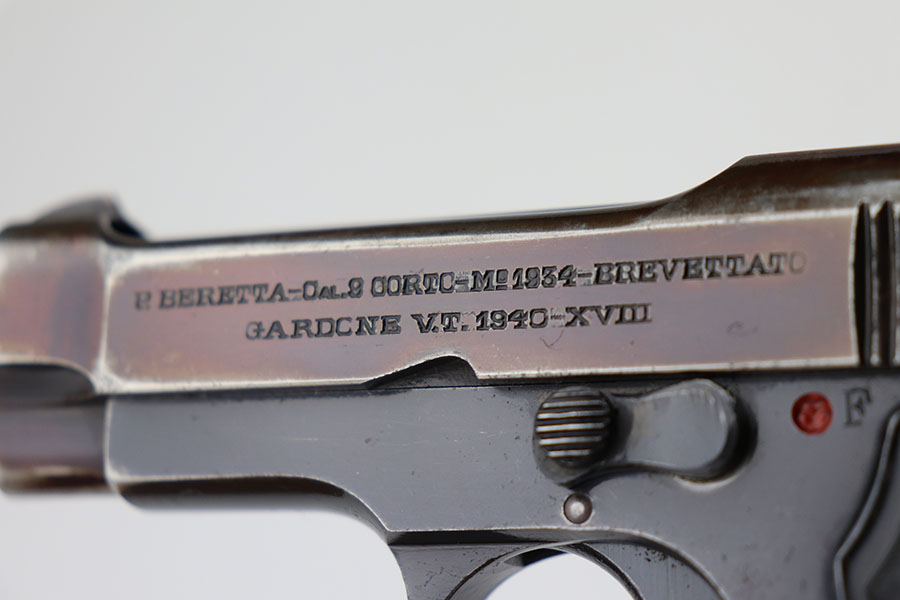 P. BERETTA-CAL.9 CORTO-Mo 1934-BREVETTATO
GARDONE V.T. 1940-XVIII
F